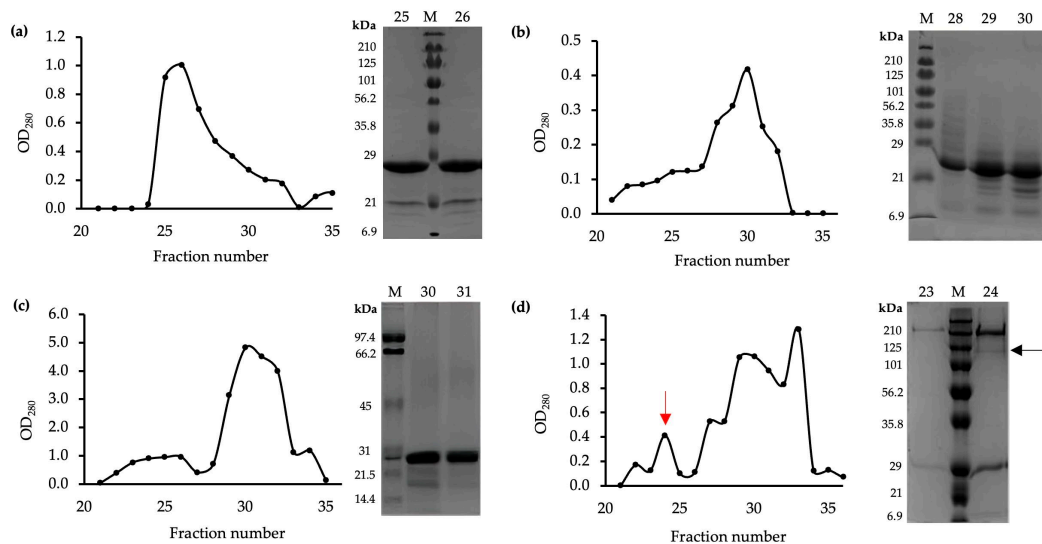 (a)
1.2
1.0
0.8
0.6
0.4
0.2
0.0
OD280
20 25 30 35
Fraction number
25 M 26
kDa
210
125
101
56.2
35.8
29
21
6.9
(b)
0.5
0.4
0.3
0.2
0.1
0.0
OD280
20 25 30 35
Fraction number
M 28 29 30
kDa
210
125
101
56.2
35.8
29
21
6.9
(c)
6.0
5.0
4.0
3.0
2.0
1.0
0.0
OD280
20 25 30 35
Fraction number
M 30 31
kDa
97.4
66.2
45
31
21.5
14.4
(d)
1.4
1.2
1.0
0.8
0.6
0.4
0.2
0.0
OD280
20 25 30 35
Fraction number
23 M 24
kDa
210
125
101
56.2
35.8
29
21
6.9